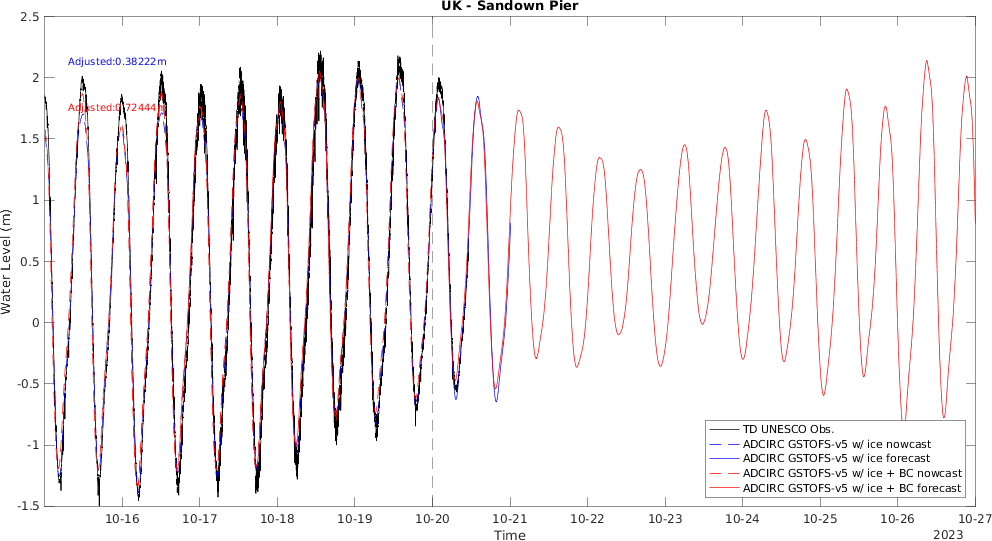 UK - Sandown Pier
Water Level (m)
2.5
2
1.5
1
0.5
0
-0.5
-1
-1.5
Adjusted:0.38222m
Adjusted:0.72444m
TD UNESCO Obs.
ADCIRC GSTOFS-v5 w/ ice nowcast
ADCIRC GSTOFS-v5 w/ ice forecast
ADCIRC GSTOFS-v5 w/ ice + BC nowcast
ADCIRC GSTOFS-v5 w/ ice + BC forecast
10-16 10-17 10-18 10-19 10-20 10-21 10-22 10-23 10-24 10-25 10-26 10-27
Time
2023